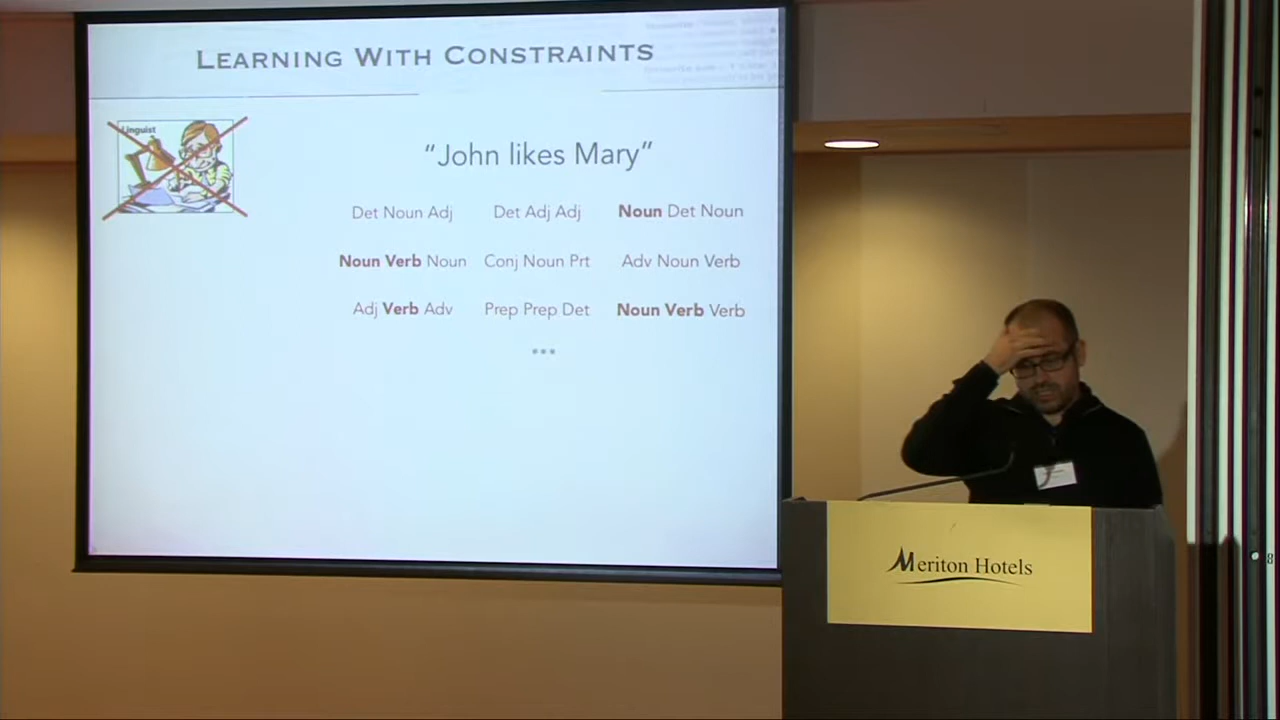 LEARNING WITH CONSTRAINTS
Linguist
“John likes Mary”
Det Noun Adj Det Adj Adj Noun Det Noun
Noun Verb Noun Conj Noun Prt Adv Noun Verb
Adj Verb Adv Prep Prep Det Noun Verb Verb
...
Meriton Hotels
8